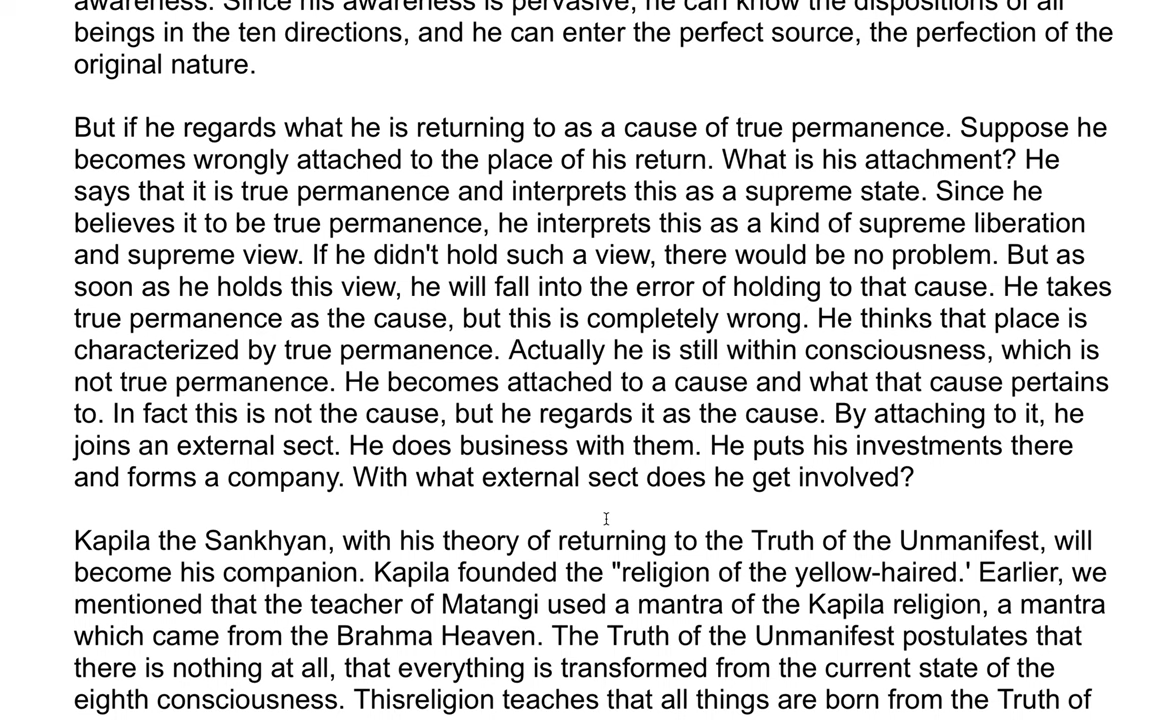 awareness. Since his awareness is pervasive, he can know the dispositions of all
beings in the ten directions, and he can enter the perfect source, the perfection of the
original nature.
But if he regards what he is returning to as a cause of true permanence. Suppose he
becomes wrongly attached to the place of his return. What is his attachment? He
says that it is true permanence and interprets this as a supreme state. Since he
believes it to be true permanence, he interprets this as a kind of supreme liberation
and supreme view. If he didn't hold such a view, there would be no problem. But as
soon as he holds this view, he will fall into the error of holding to that cause. He takes
true permanence as the cause, but this is completely wrong. He thinks that place is
characterized by true permanence. Actually he is still within consciousness, which is
not true permanence. He becomes attached to a cause and what that cause pertains
to. In fact this is not the cause, but he regards it as the cause. By attaching to it, he
joins an external sect. He does business with them. He puts his investments there
and forms a company. With what external sect does he get involved?
Kapila the Sankhyan, with his theory of returning to the Truth of the Unmanifest, will
become his companion. Kapila founded the "religion of the yellow-haired.' Earlier, we
mentioned that the teacher of Matangi used a mantra of the Kapila religion, a mantra
which came from the Brahma Heaven. The Truth of the Unmanifest postulates that
there is nothing at all, that everything is transformed from the current state of the
eighth consciousness. Thisreligion teaches that all things are born from the Truth of